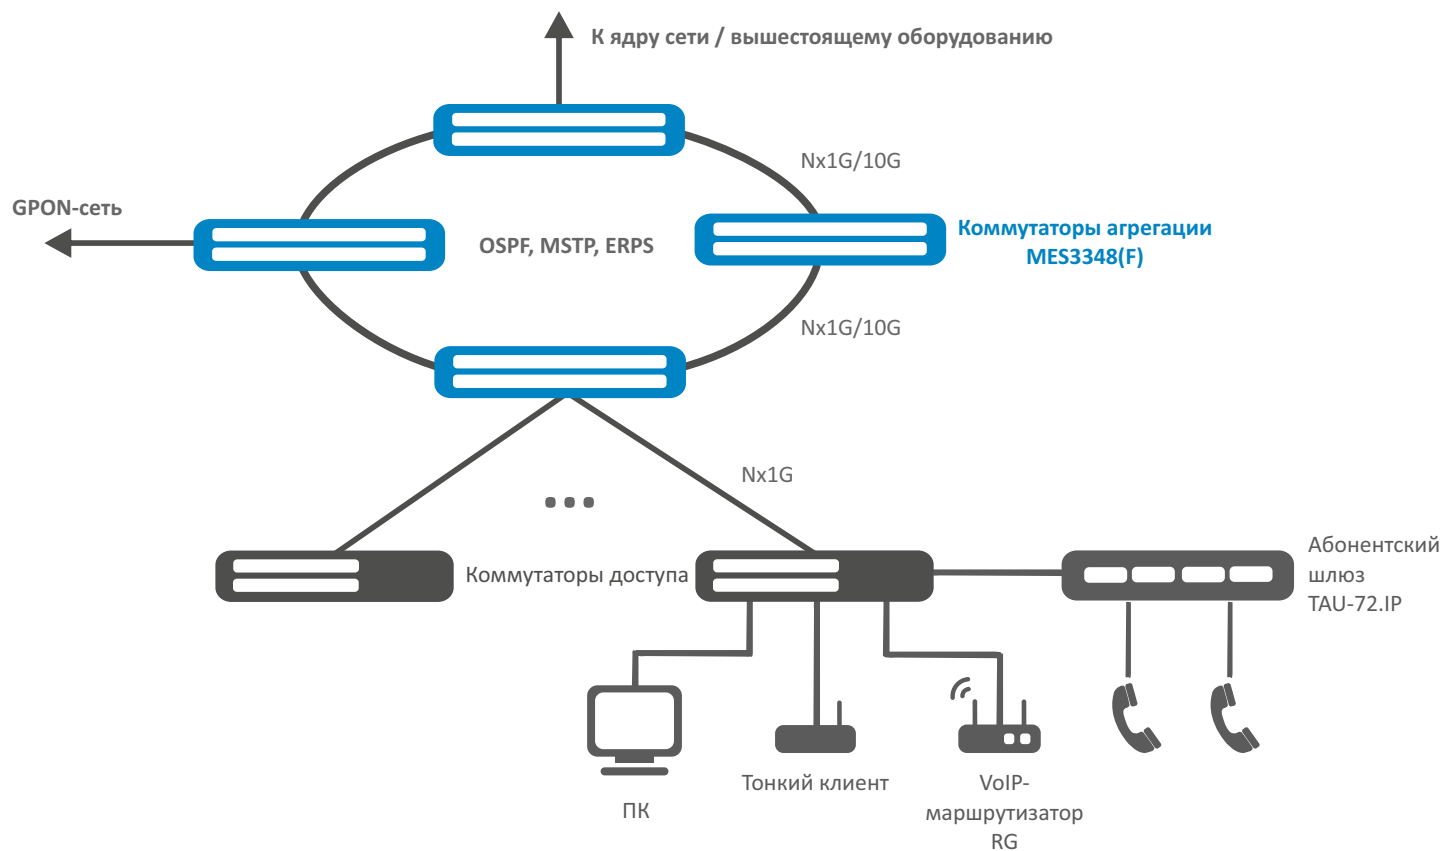 К ядру сети / вышестоящему оборудованию
Nx1G/10G
GPON-сеть
OSPF, MSTP, ERPS
Коммутаторы агрегации
MES3348(F)
Nx1G/10G
Nx1G
Коммутаторы доступа
Абонентский
шлюз
TAU-72.IP
ПК
Тонкий клиент
VoIP-
маршрутизатор
RG